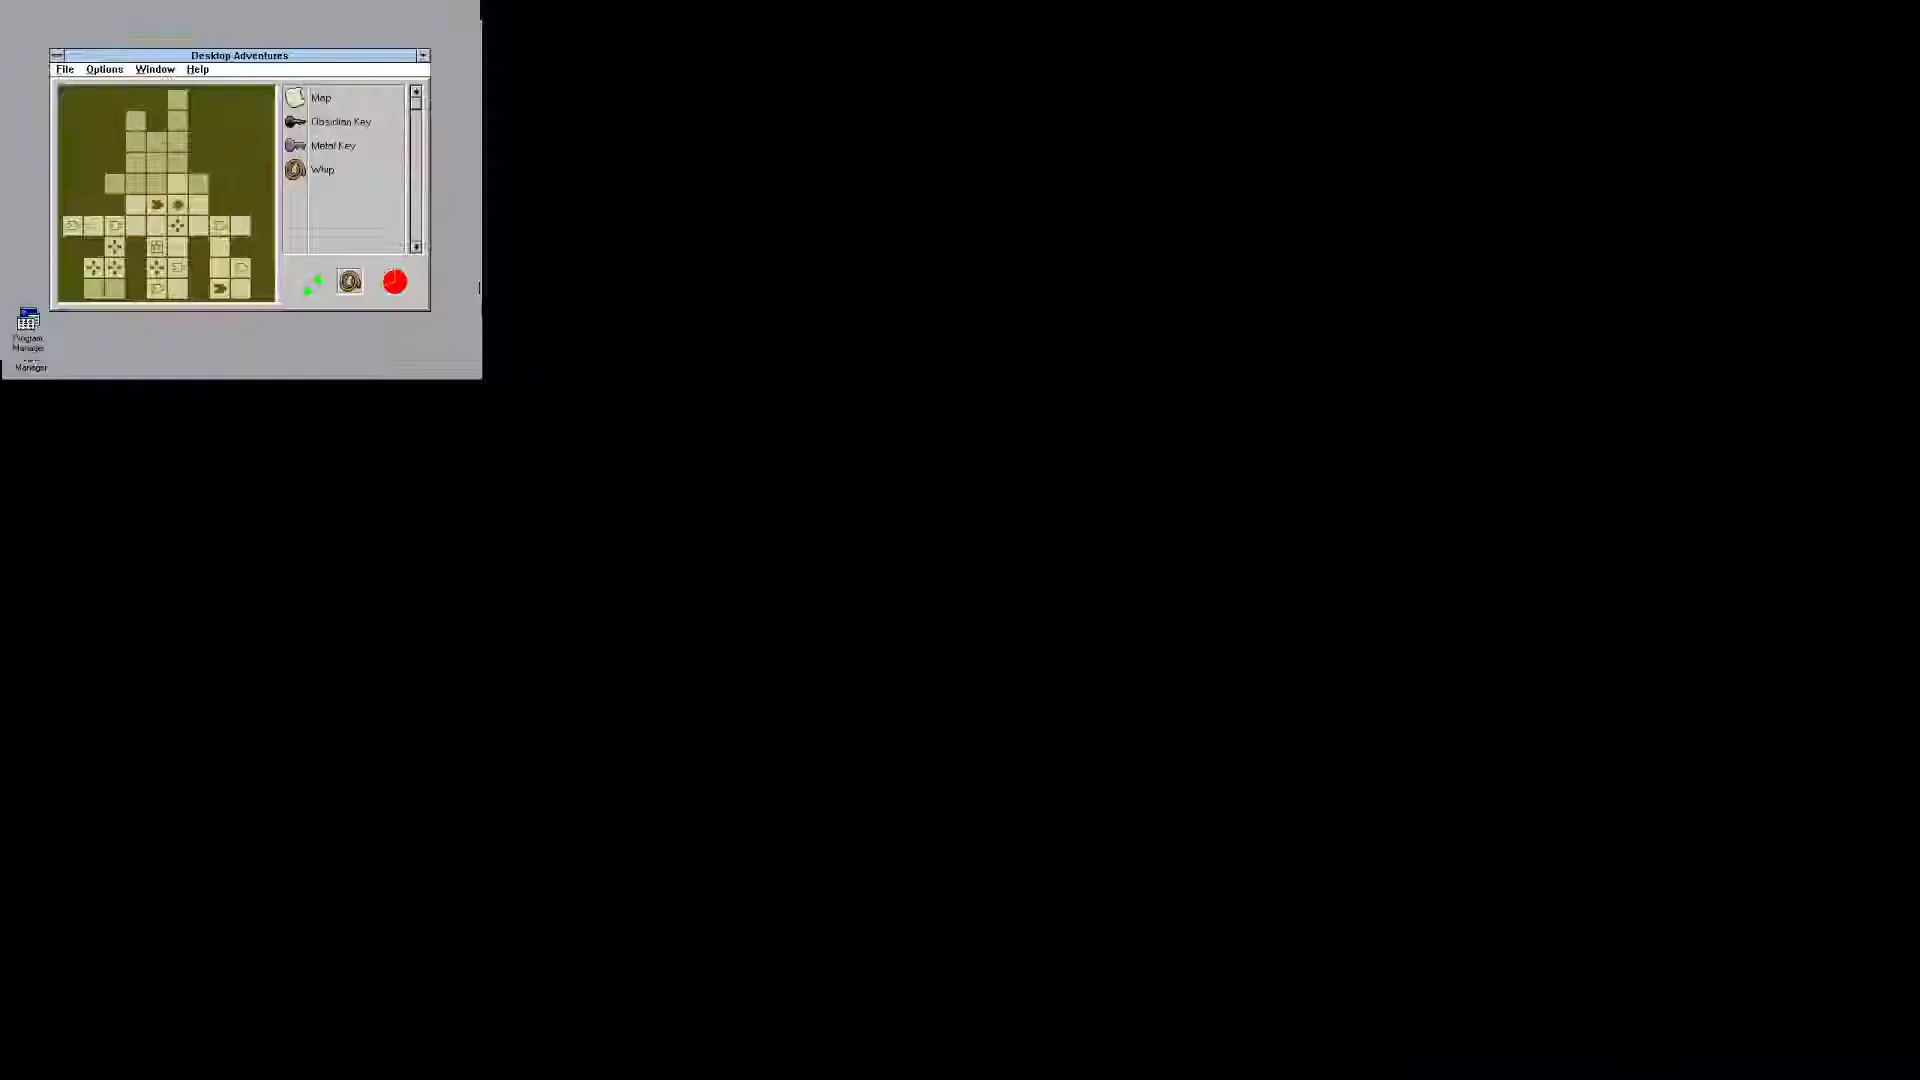 Desktop Adventures
File Options Window Help
Map
Obsidian Key
Metal Key
Whip
Program
Manager
Manager